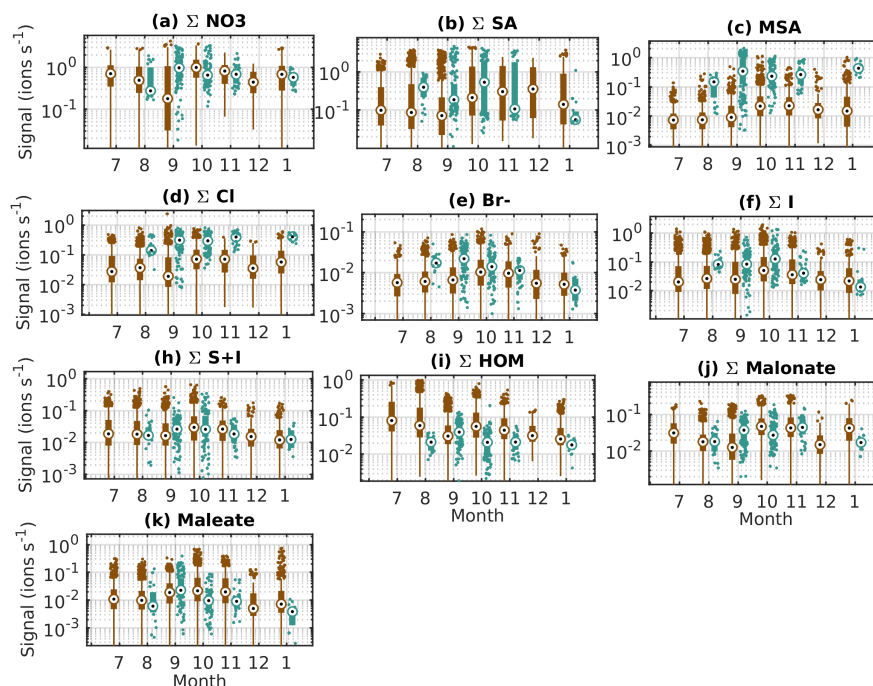 (a) Σ NO3
(b) Σ SA
(c) MSA
Signal (ions s⁻¹)
10⁰
10⁻¹
7 8 9 10 11 12 1
10⁰
10⁻¹
7 8 9 10 11 12 1
10⁰
10⁻¹
10⁻²
10⁻³
7 8 9 10 11 12 1
(d) Σ Cl
(e) Br-
(f) Σ I
Signal (ions s⁻¹)
10⁰
10⁻¹
10⁻²
10⁻³
7 8 9 10 11 12 1
10⁻¹
10⁻²
10⁻³
7 8 9 10 11 12 1
10⁰
10⁻¹
10⁻²
7 8 9 10 11 12 1
(h) Σ S+I
(i) Σ HOM
(j) Σ Malonate
Signal (ions s⁻¹)
10⁰
10⁻¹
10⁻²
10⁻³
7 8 9 10 11 12 1
10⁰
10⁻¹
10⁻²
7 8 9 10 11 12 1
Month
10⁻¹
10⁻²
7 8 9 10 11 12 1
Month
(k) Maleate
Signal (ions s⁻¹)
10⁰
10⁻¹
10⁻²
10⁻³
7 8 9 10 11 12 1
Month